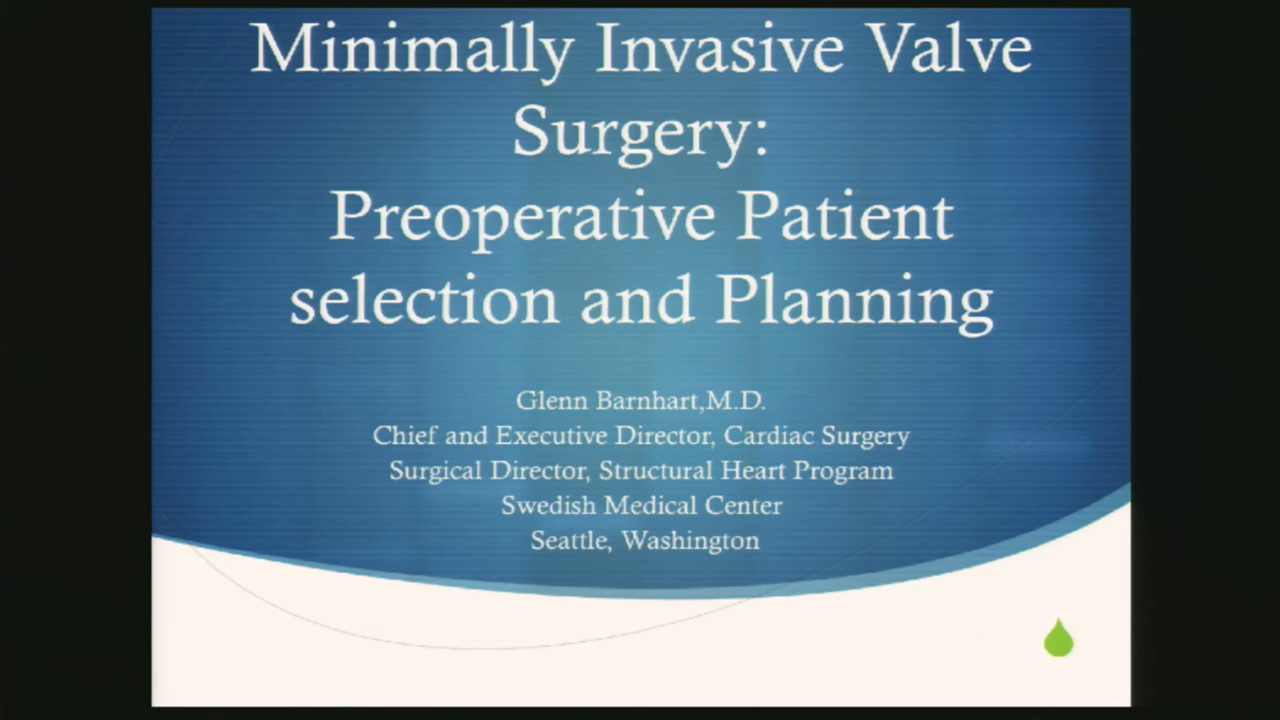 Minimally Invasive Valve
Surgery:
Preoperative Patient
selection and Planning
Glenn Barnhart,M.D.
Chief and Executive Director, Cardiac Surgery
Surgical Director, Structural Heart Program
Swedish Medical Center
Seattle, Washington